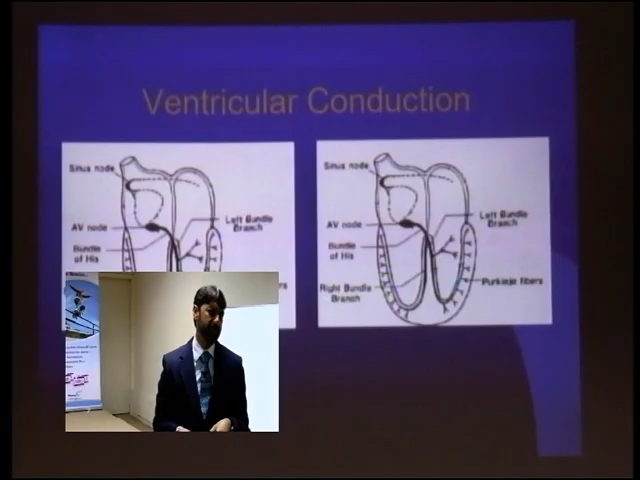 Ventricular Conduction
Sinus node
AV node
Bundle
of His
Left Bundle
Branch
Sinus node
AV node
Bundle
of His
Right Bundle
Branch
Left Bundle
Branch
Purkinje fibers